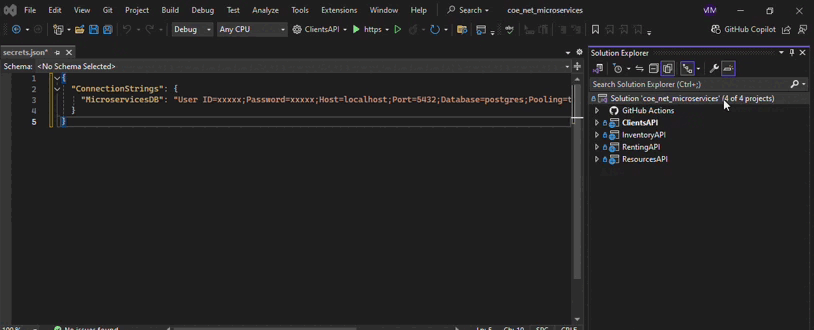 File Edit View Git Project Build Debug Test Analyze Tools Extensions Window Help Search coe_net_microservices VIM
Debug Any CPU ClientsAPI https GitHub Copilot
secrets.json* Solution Explorer
Schema: <No Schema Selected>
Search Solution Explorer (Ctrl+;)
1 {
2 "ConnectionStrings": {
3 "MicroservicesDB": "User ID=xxxxx;Password=xxxxx;Host=localhost;Port=5432;Database=postgres;Pooling=t
4 }
5 }
Solution 'coe_net_microservices' (4 of 4 projects)
GitHub Actions
ClientsAPI
InventoryAPI
RentingAPI
ResourcesAPI
100 % No issues found Ln: 5 Ch: 10 SPC CRLF